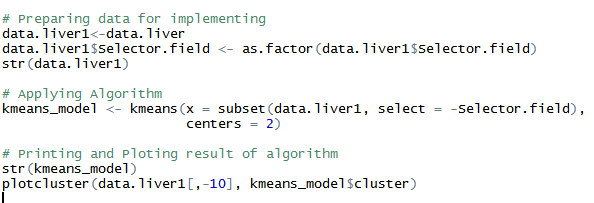 # Preparing data for implementing
data.liver1<-data.liver
data.liver1$Selector.field <- as.factor(data.liver1$Selector.field)
str(data.liver1)
# Applying Algorithm
kmeans_model <- kmeans(x = subset(data.liver1, select = -Selector.field),
centers = 2)
# Printing and Ploting result of algorithm
str(kmeans_model)
plotcluster(data.liver1[,-10], kmeans_model$cluster)